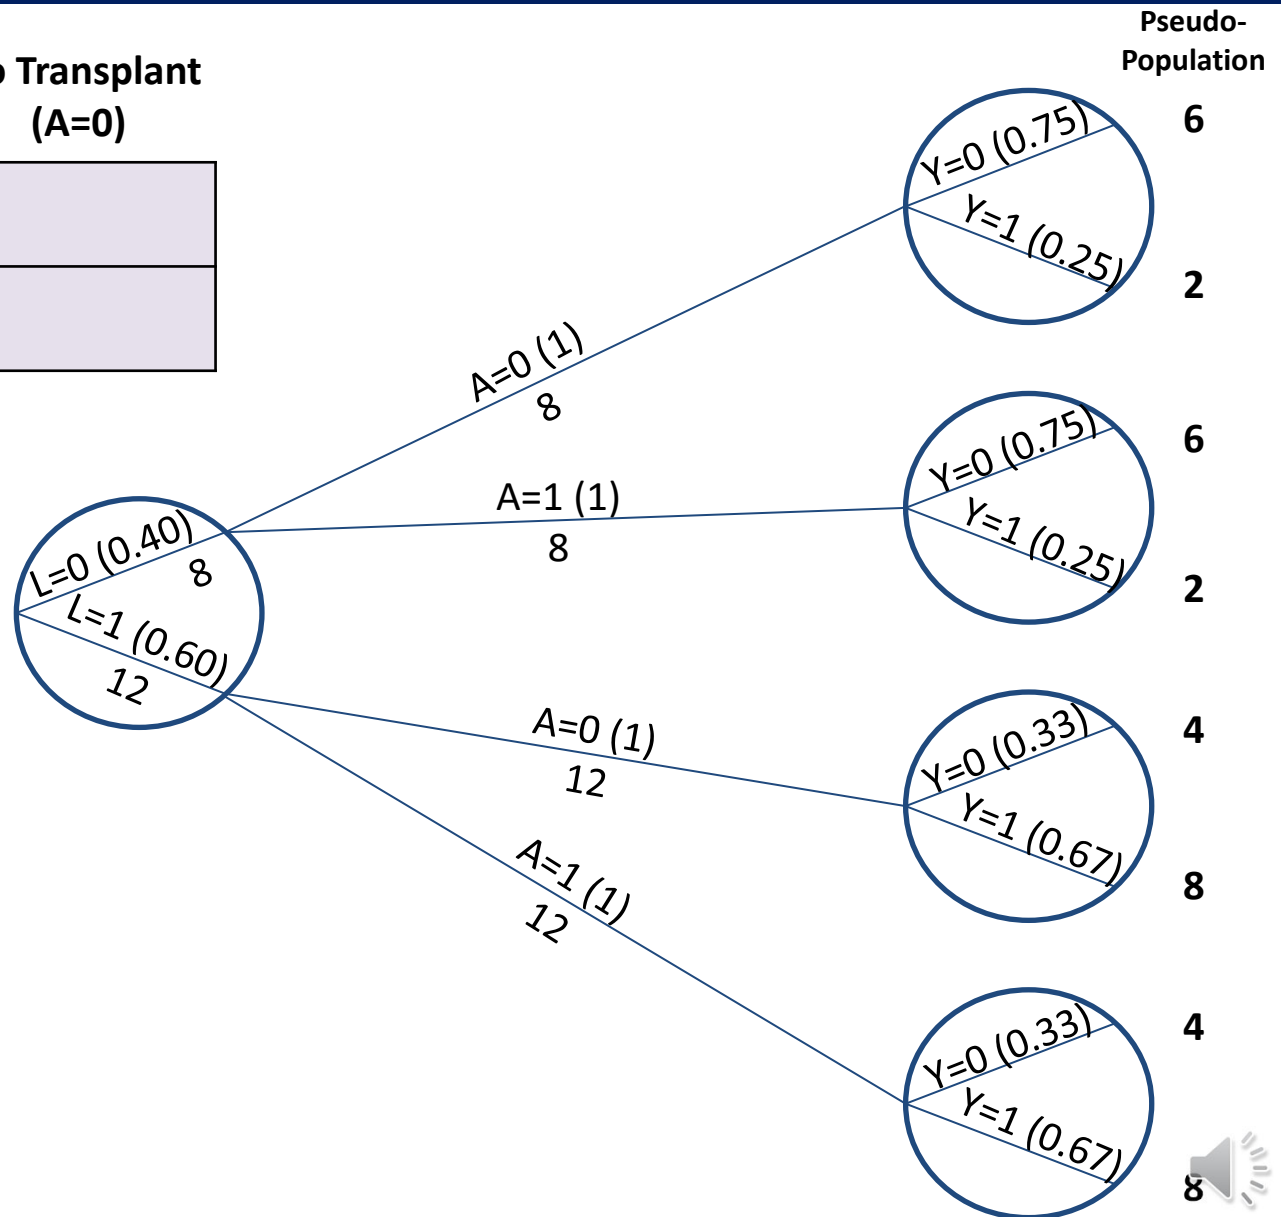 Pseudo-
Population
Transplant
(A=0)
Y=0 (0.75)
6
Y=1 (0.25)
2
A=0 (1)
8
Y=0 (0.75)
6
Y=1 (0.25)
2
A=1 (1)
8
L=0 (0.40)
8
L=1 (0.60)
12
A=0 (1)
12
Y=0 (0.33)
4
Y=1 (0.67)
8
A=1 (1)
12
Y=0 (0.33)
4
Y=1 (0.67)
8